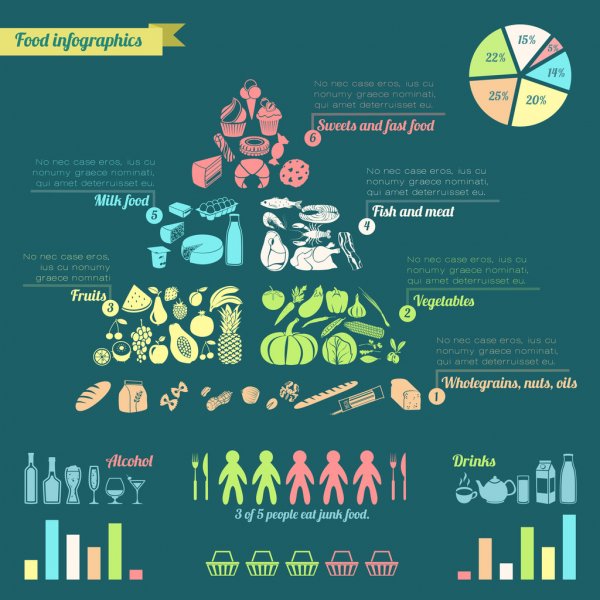 Food infographics
15%
5%
14%
20%
25%
22%
No nec case eros, ius cu
nonumy graece nominati,
qui amet deterruisset eu.
6
Sweets and fast food
No nec case eros, ius cu
nonumy graece nominati,
qui amet deterruisset eu.
Milk food
5
No nec case eros, ius cu
nonumy graece nominati,
qui amet deterruisset eu.
4
Fish and meat
No nec case eros,
ius cu nonumy
graece nominati
Fruits
3
No nec case eros, ius cu
nonumy graece nominati,
qui amet deterruisset eu.
2
Vegetables
No nec case eros, ius cu
nonumy graece nominati,
qui amet deterruisset eu.
1
Wholegrains, nuts, oils
Alcohol
3 of 5 people eat junk food.
Drinks